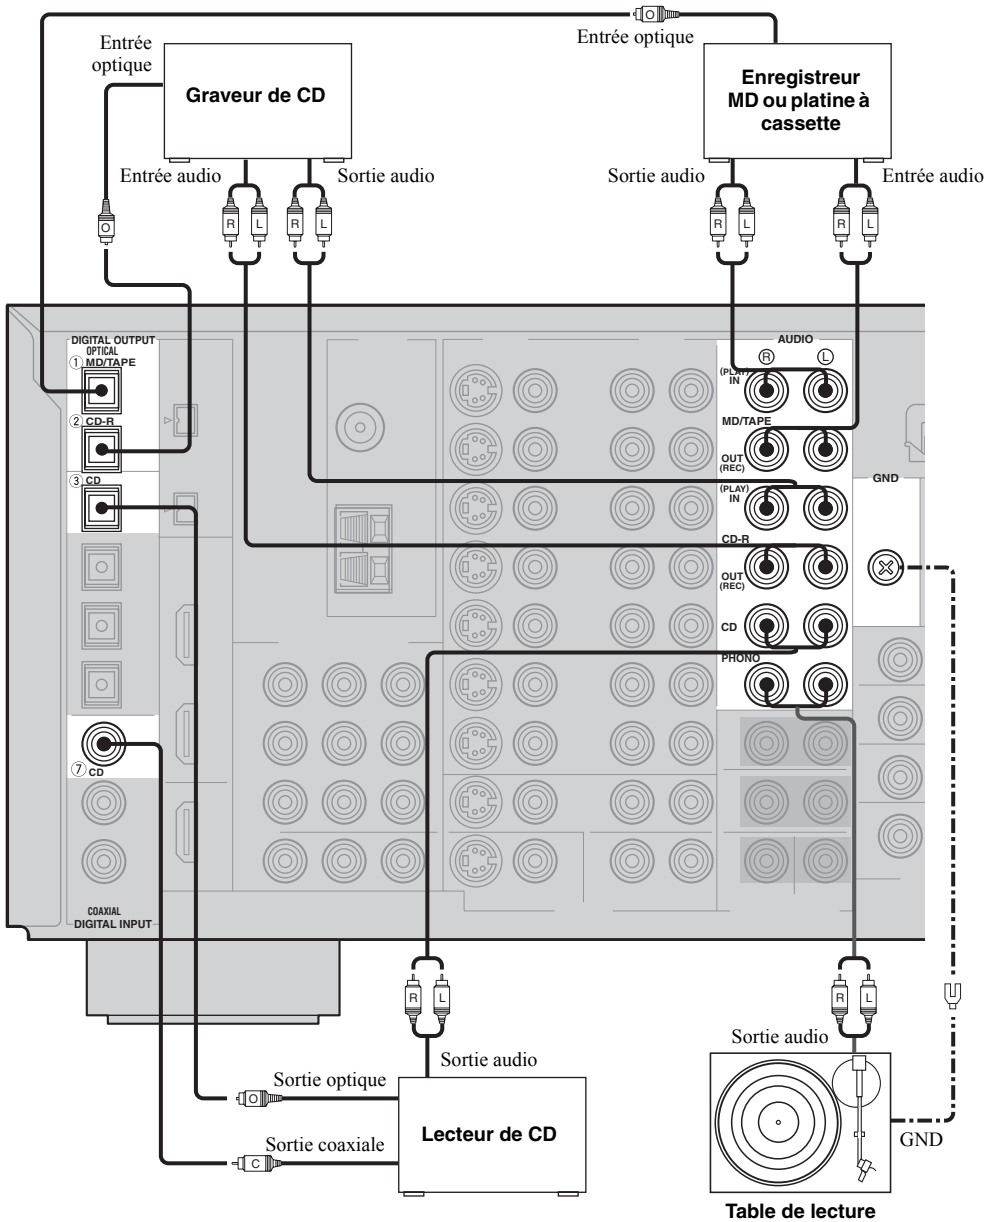 O
Entrée optique
Entrée
optique
Graveur de CD
Enregistreur
MD ou platine à
cassette
Entrée audio
Sortie audio
Sortie audio
Entrée audio
O
R L
R L
R L
R L
DIGITAL OUTPUT
OPTICAL
① MD/TAPE
② CD-R
③ CD
AUDIO
R L
(PLAY)
IN
MD/TAPE
OUT
(REC)
(PLAY)
IN
CD-R
OUT
(REC)
CD
PHONO
GND
⑦ CD
COAXIAL
DIGITAL INPUT
R L
R L
Sortie audio
Sortie audio
Sortie optique
O
Lecteur de CD
Sortie coaxiale
C
GND
Table de lecture